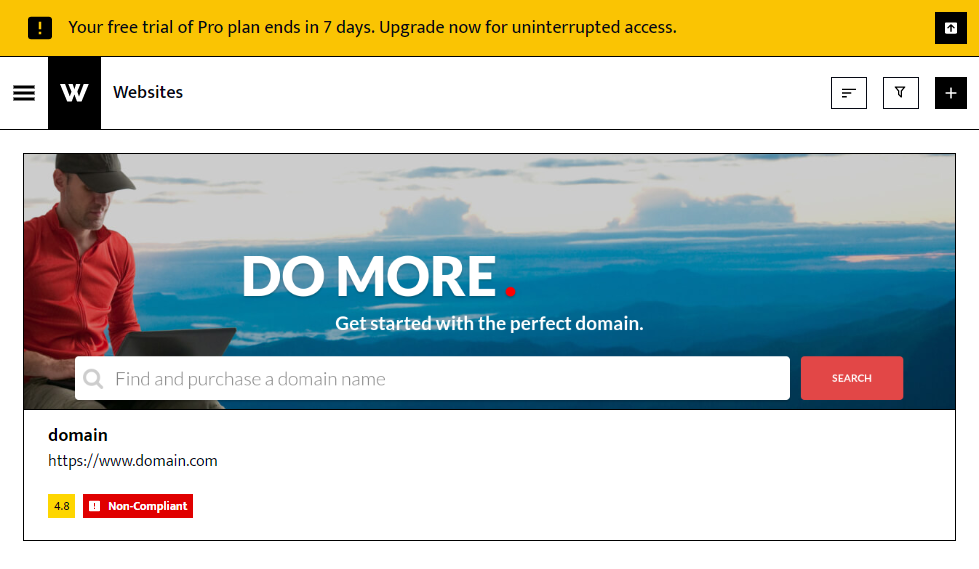 Your free trial of Pro plan ends in 7 days. Upgrade now for uninterrupted access.
W Websites
DO MORE.
Get started with the perfect domain.
Find and purchase a domain name SEARCH
domain
https://www.domain.com
4.8 Non-Compliant